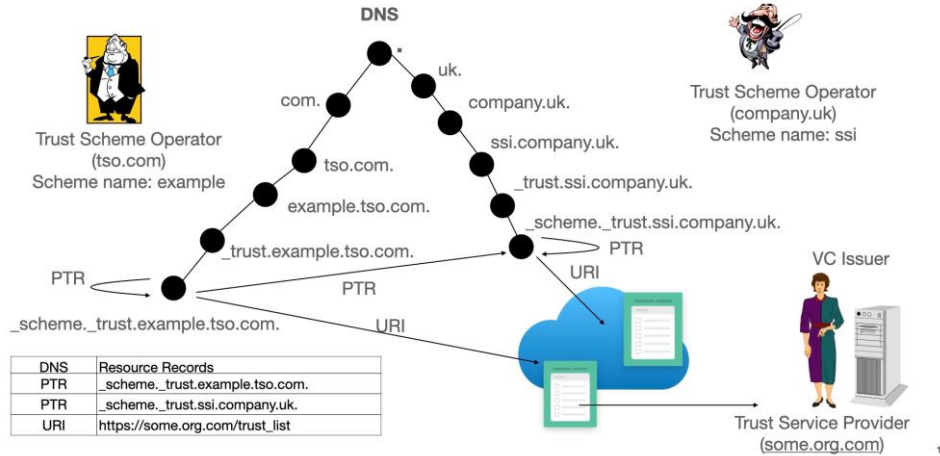 DNS
.
uk.
com.
company.uk.
Trust Scheme Operator
(tso.com)
Scheme name: example
Trust Scheme Operator
(company.uk)
Scheme name: ssi
ssi.company.uk.
tso.com.
_trust.ssi.company.uk.
example.tso.com.
_scheme._trust.ssi.company.uk.
_trust.example.tso.com.
PTR
PTR
PTR
URI
VC Issuer
_scheme._trust.example.tso.com.
URI
DNS Resource Records
PTR _scheme._trust.example.tso.com.
PTR _scheme._trust.ssi.company.uk.
URI https://some.org.com/trust_list
Trust Service Provider
(some.org.com)
1